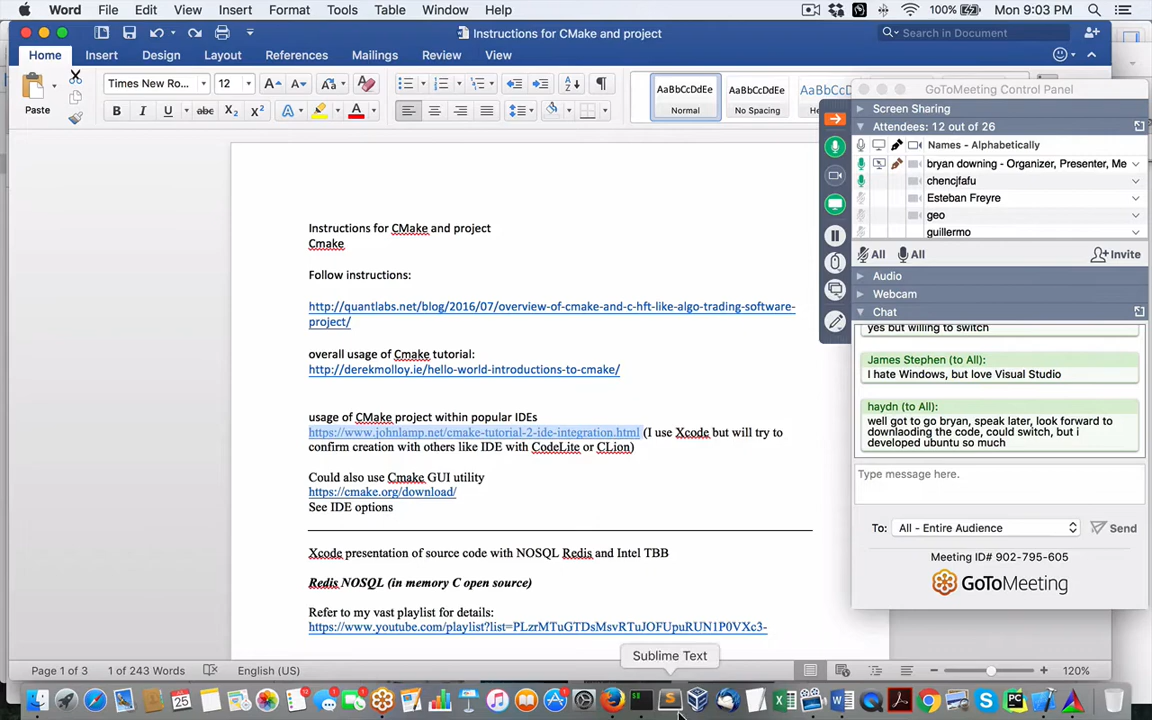 Word File Edit View Insert Format Tools Table Window Help 100% Mon 9:03 PM
Instructions for CMake and project Search in Document
Home Insert Design Layout References Mailings Review View
Paste Times New Ro... 12 AaBbCcDdEe AaBbCcDdEe AaBbCcDc
B I U abc X2 X2 A A Normal No Spacing He
GoToMeeting Control Panel
Screen Sharing
Attendees: 12 out of 26
Names - Alphabetically
bryan downing - Organizer, Presenter, Me
chencjfafu
Esteban Freyre
geo
guillermo
All All Invite
Audio
Webcam
Chat
yes but willing to switch
James Stephen (to All):
I hate Windows, but love Visual Studio
haydn (to All):
well got to go bryan, speak later, look forward to
downlaoding the code, could switch, but i
developed ubuntu so much
Type message here.
To: All - Entire Audience Send
Meeting ID# 902-795-605
GoToMeeting
Instructions for CMake and project
Cmake
Follow instructions:
http://quantlabs.net/blog/2016/07/overview-of-cmake-and-c-hft-like-algo-trading-software-
project/
overall usage of Cmake tutorial:
http://derekmolloy.ie/hello-world-introductions-to-cmake/
usage of CMake project within popular IDEs
https://www.johnlamp.net/cmake-tutorial-2-ide-integration.html (I use Xcode but will try to
confirm creation with others like IDE with CodeLite or CLion)
Could also use Cmake GUI utility
https://cmake.org/download/
See IDE options
Xcode presentation of source code with NOSQL Redis and Intel TBB
Redis NOSQL (in memory C open source)
Refer to my vast playlist for details:
https://www.youtube.com/playlist?list=PLzrMTuGTDsMsvRTuJOFUpuRUN1P0VXc3-
Sublime Text
Page 1 of 3 1 of 243 Words English (US) 120%